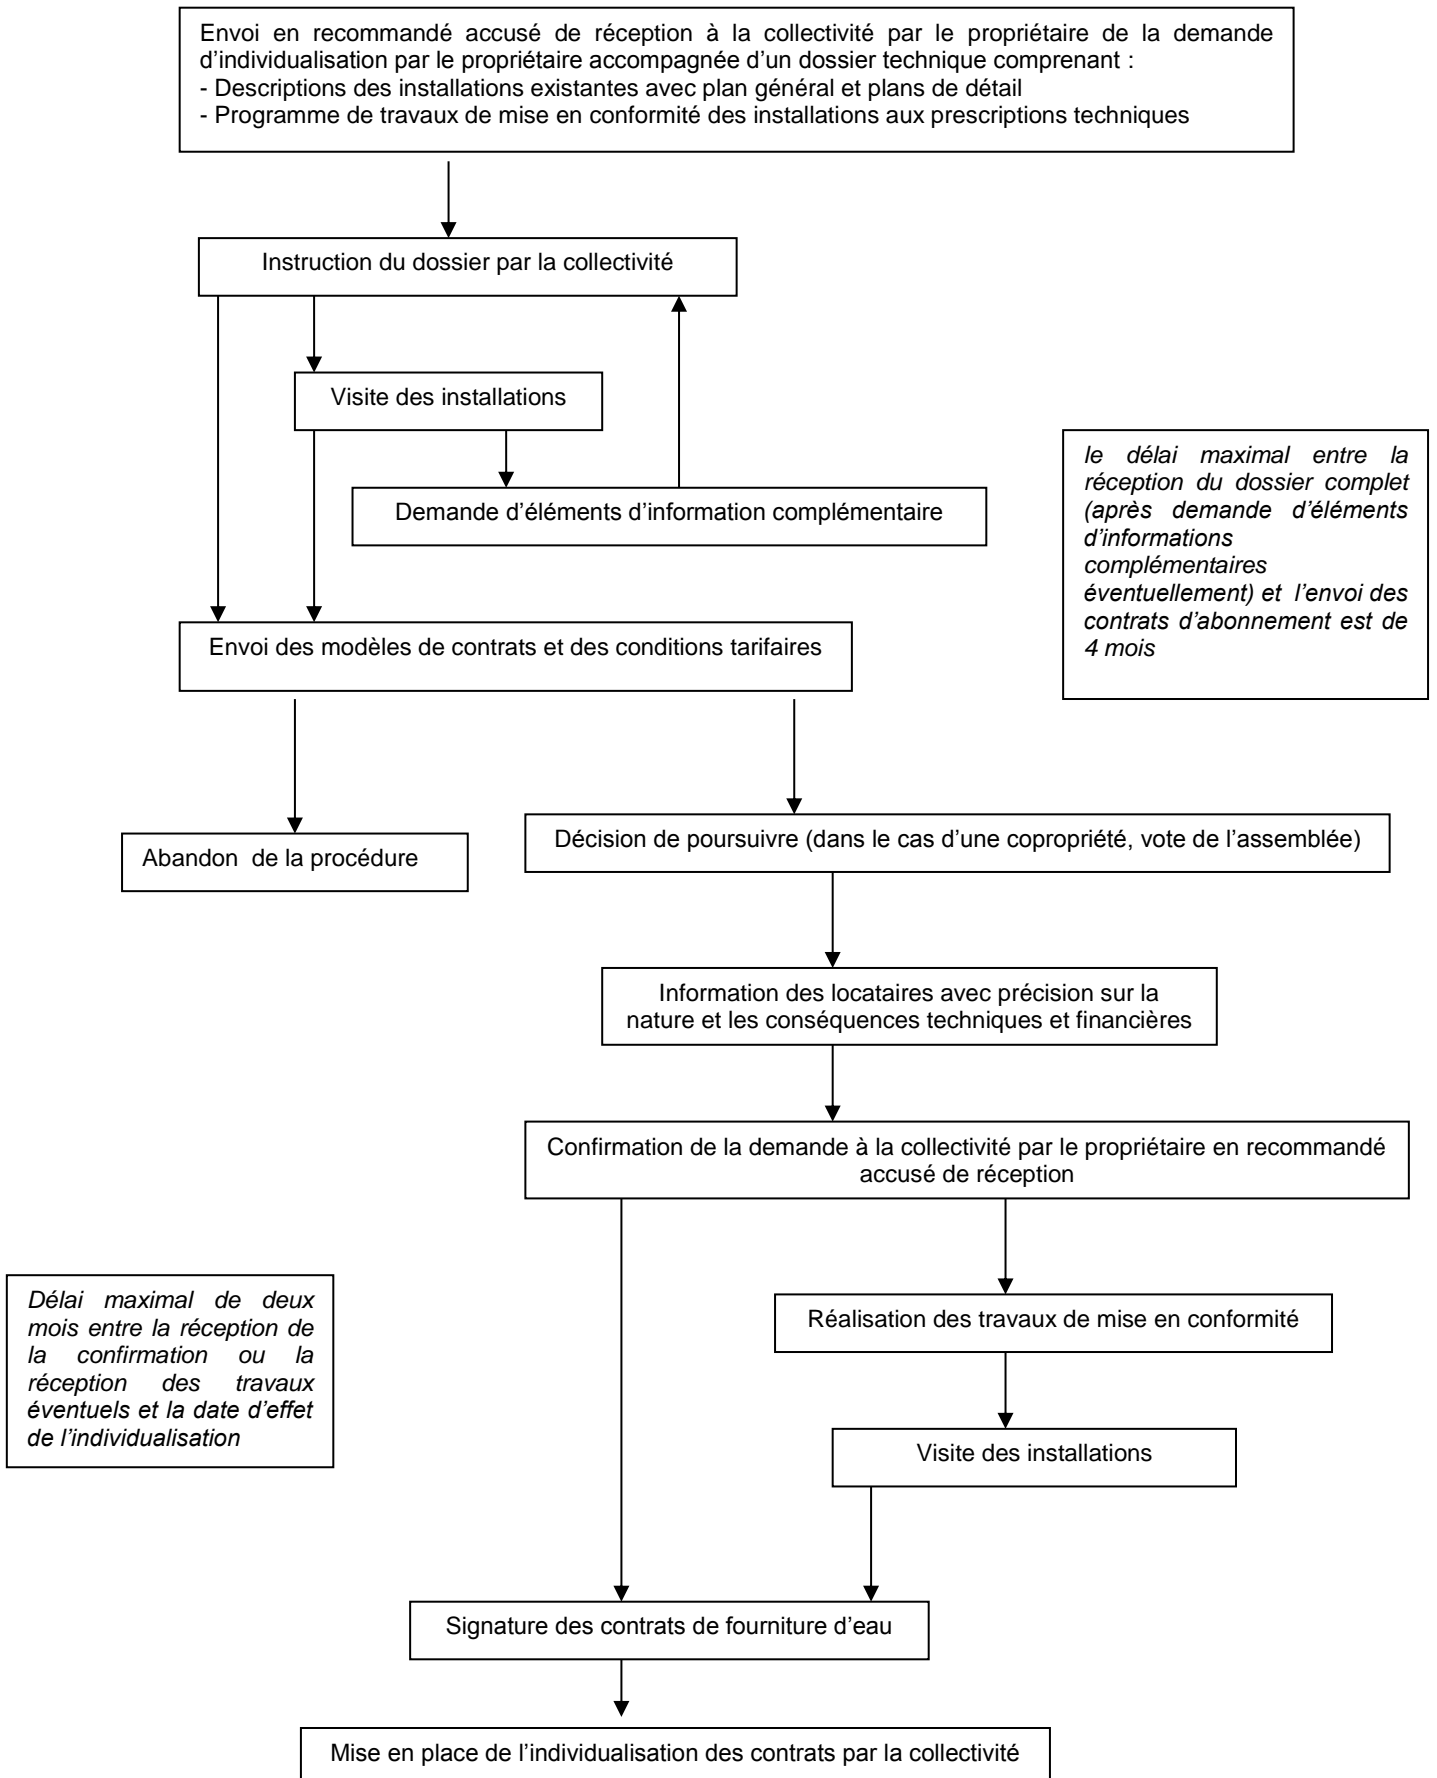 Envoi en recommandé accusé de réception à la collectivité par le propriétaire de la demande
d’individualisation par le propriétaire accompagnée d’un dossier technique comprenant :
- Descriptions des installations existantes avec plan général et plans de détail
- Programme de travaux de mise en conformité des installations aux prescriptions techniques
Instruction du dossier par la collectivité
Visite des installations
Demande d’éléments d’information complémentaire
le délai maximal entre la
réception du dossier complet
(après demande d’éléments
d’informations
complémentaires
éventuellement) et l’envoi des
contrats d’abonnement est de
4 mois
Envoi des modèles de contrats et des conditions tarifaires
Abandon de la procédure
Décision de poursuivre (dans le cas d’une copropriété, vote de l’assemblée)
Information des locataires avec précision sur la
nature et les conséquences techniques et financières
Confirmation de la demande à la collectivité par le propriétaire en recommandé
accusé de réception
Délai maximal de deux
mois entre la réception de
la confirmation ou la
réception des travaux
éventuels et la date d’effet
de l’individualisation
Réalisation des travaux de mise en conformité
Visite des installations
Signature des contrats de fourniture d’eau
Mise en place de l’individualisation des contrats par la collectivité